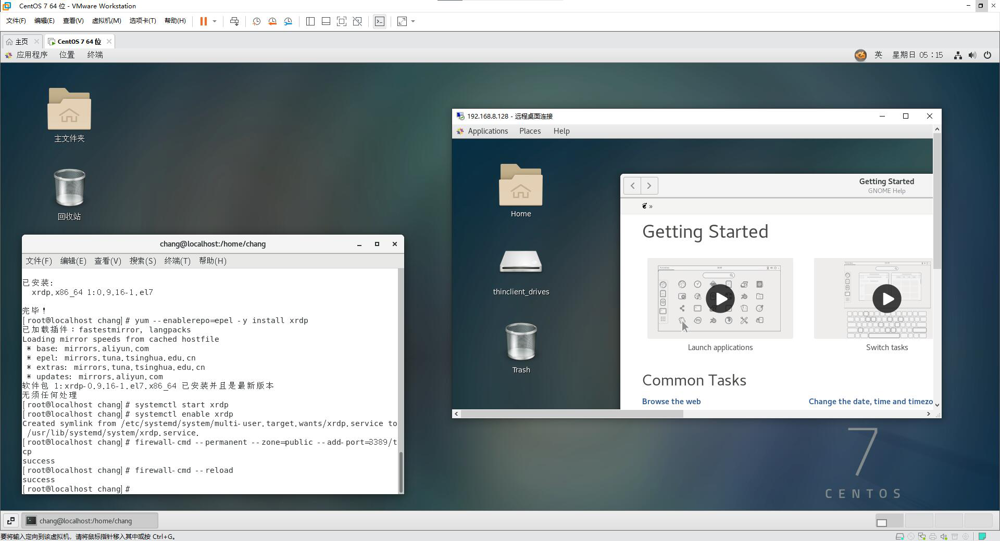 CentOS 7 64 位 - VMware Workstation
文件(F) 编辑(E) 查看(V) 虚拟机(M) 选项卡(T) 帮助(H)
主页 CentOS 7 64 位
应用程序 位置 终端 英 星期日 05 : 15
主文件夹
回收站
chang@localhost:/home/chang
文件(F) 编辑(E) 查看(V) 搜索(S) 终端(T) 帮助(H)
已安装:
xrdp.x86_64 1:0.9.16-1.el7
完毕!
[root@localhost chang]# yum --enablerepo=epel -y install xrdp
已加载插件：fastestmirror, langpacks
Loading mirror speeds from cached hostfile
* base: mirrors.aliyun.com
* epel: mirrors.tuna.tsinghua.edu.cn
* extras: mirrors.tuna.tsinghua.edu.cn
* updates: mirrors.aliyun.com
软件包 1:xrdp-0.9.16-1.el7.x86_64 已安装并且是最新版本
无须任何处理
[root@localhost chang]# systemctl start xrdp
[root@localhost chang]# systemctl enable xrdp
Created symlink from /etc/systemd/system/multi-user.target.wants/xrdp.service to
/usr/lib/systemd/system/xrdp.service.
[root@localhost chang]# firewall-cmd --permanent --zone=public --add-port=3389/t
cp
success
[root@localhost chang]# firewall-cmd --reload
success
[root@localhost chang]#
192.168.8.128 - 远程桌面连接
Applications Places Help
Home
thinclient_drives
Trash
Getting Started
GNOME Help
»
Getting Started
Launch applications
Switch tasks
Common Tasks
Browse the web
Change the date, time and timezo
7
CENTOS
chang@localhost:/home/chang
要将输入定向到该虚拟机，请将鼠标指针移入其中或按 Ctrl+G。